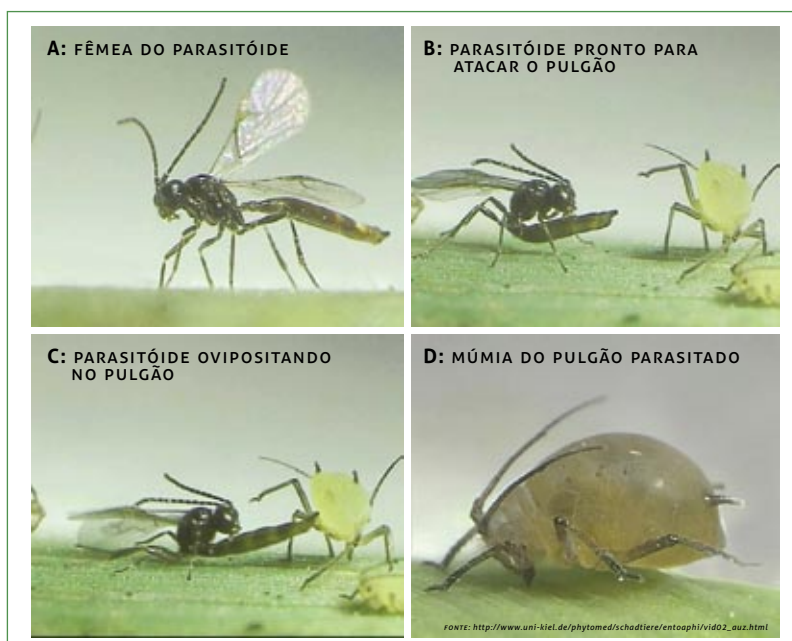 A: FÊMEA DO PARASITÓIDE
B: PARASITÓIDE PRONTO PARA
ATACAR O PULGÃO
C: PARASITÓIDE OVIPOSITANDO
NO PULGÃO
D: MÚMIA DO PULGÃO PARASITADO
FONTE: http://www.uni-kiel.de/phytomed/schadtiere/entoaphi/vid02_auz.html